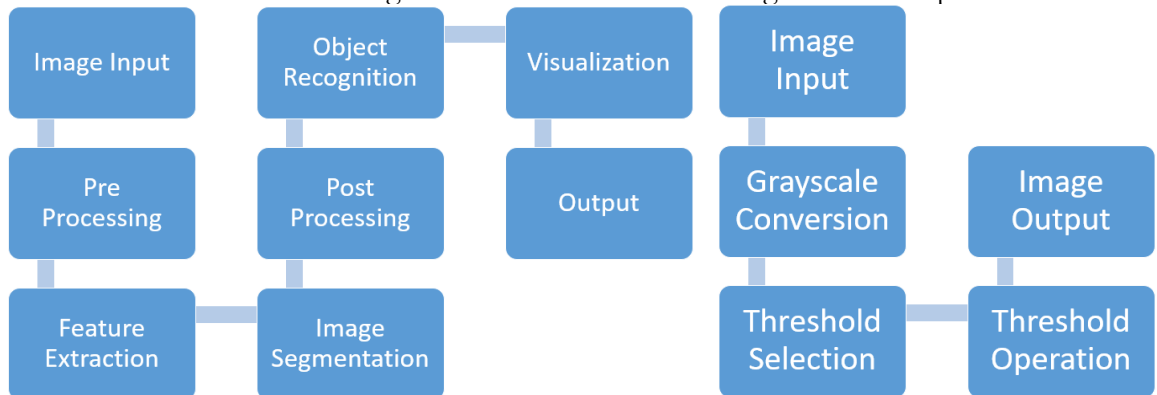 Image Input
Pre
Processing
Feature
Extraction
Image
Segmentation
Post
Processing
Object
Recognition
Visualization
Output
Image
Input
Grayscale
Conversion
Threshold
Selection
Threshold
Operation
Image
Output